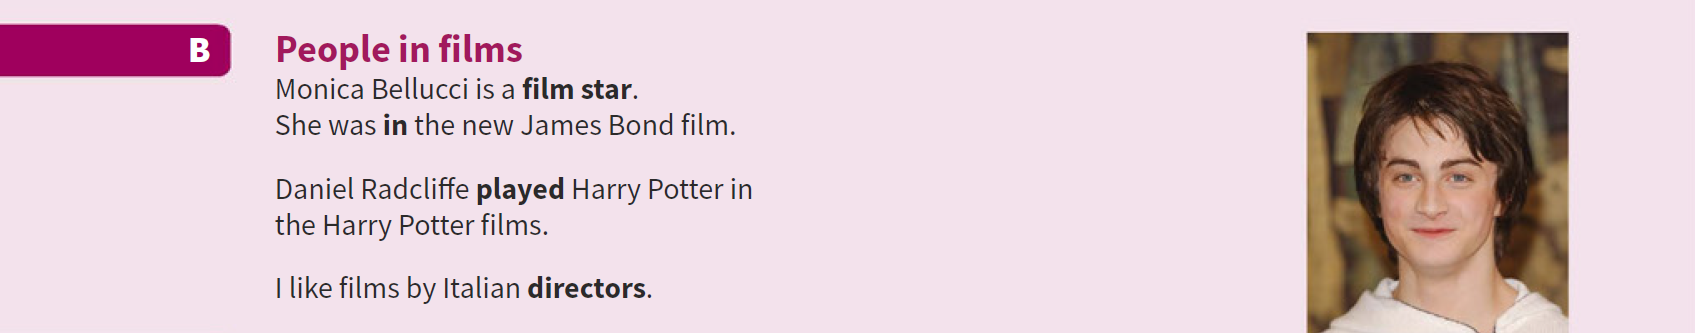 B
People in films
Monica Bellucci is a film star.
She was in the new James Bond film.
Daniel Radcliffe played Harry Potter in
the Harry Potter films.
I like films by Italian directors.